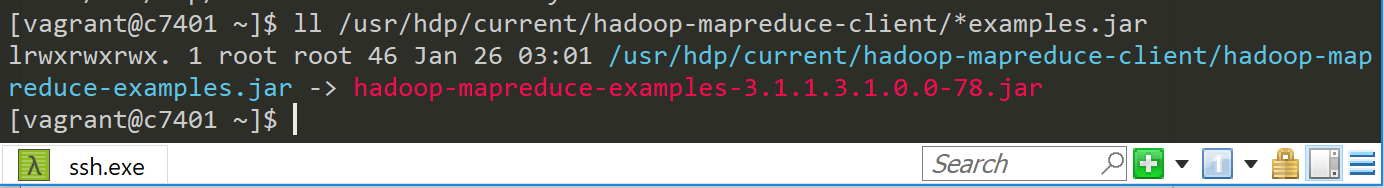 [vagrant@c7401 ~]$ ll /usr/hdp/current/hadoop-mapreduce-client/*examples.jar
lrwxrwxrwx. 1 root root 46 Jan 26 03:01 /usr/hdp/current/hadoop-mapreduce-client/hadoop-map
reduce-examples.jar -> hadoop-mapreduce-examples-3.1.1.3.1.0.0-78.jar
[vagrant@c7401 ~]$
λ ssh.exe Search 1